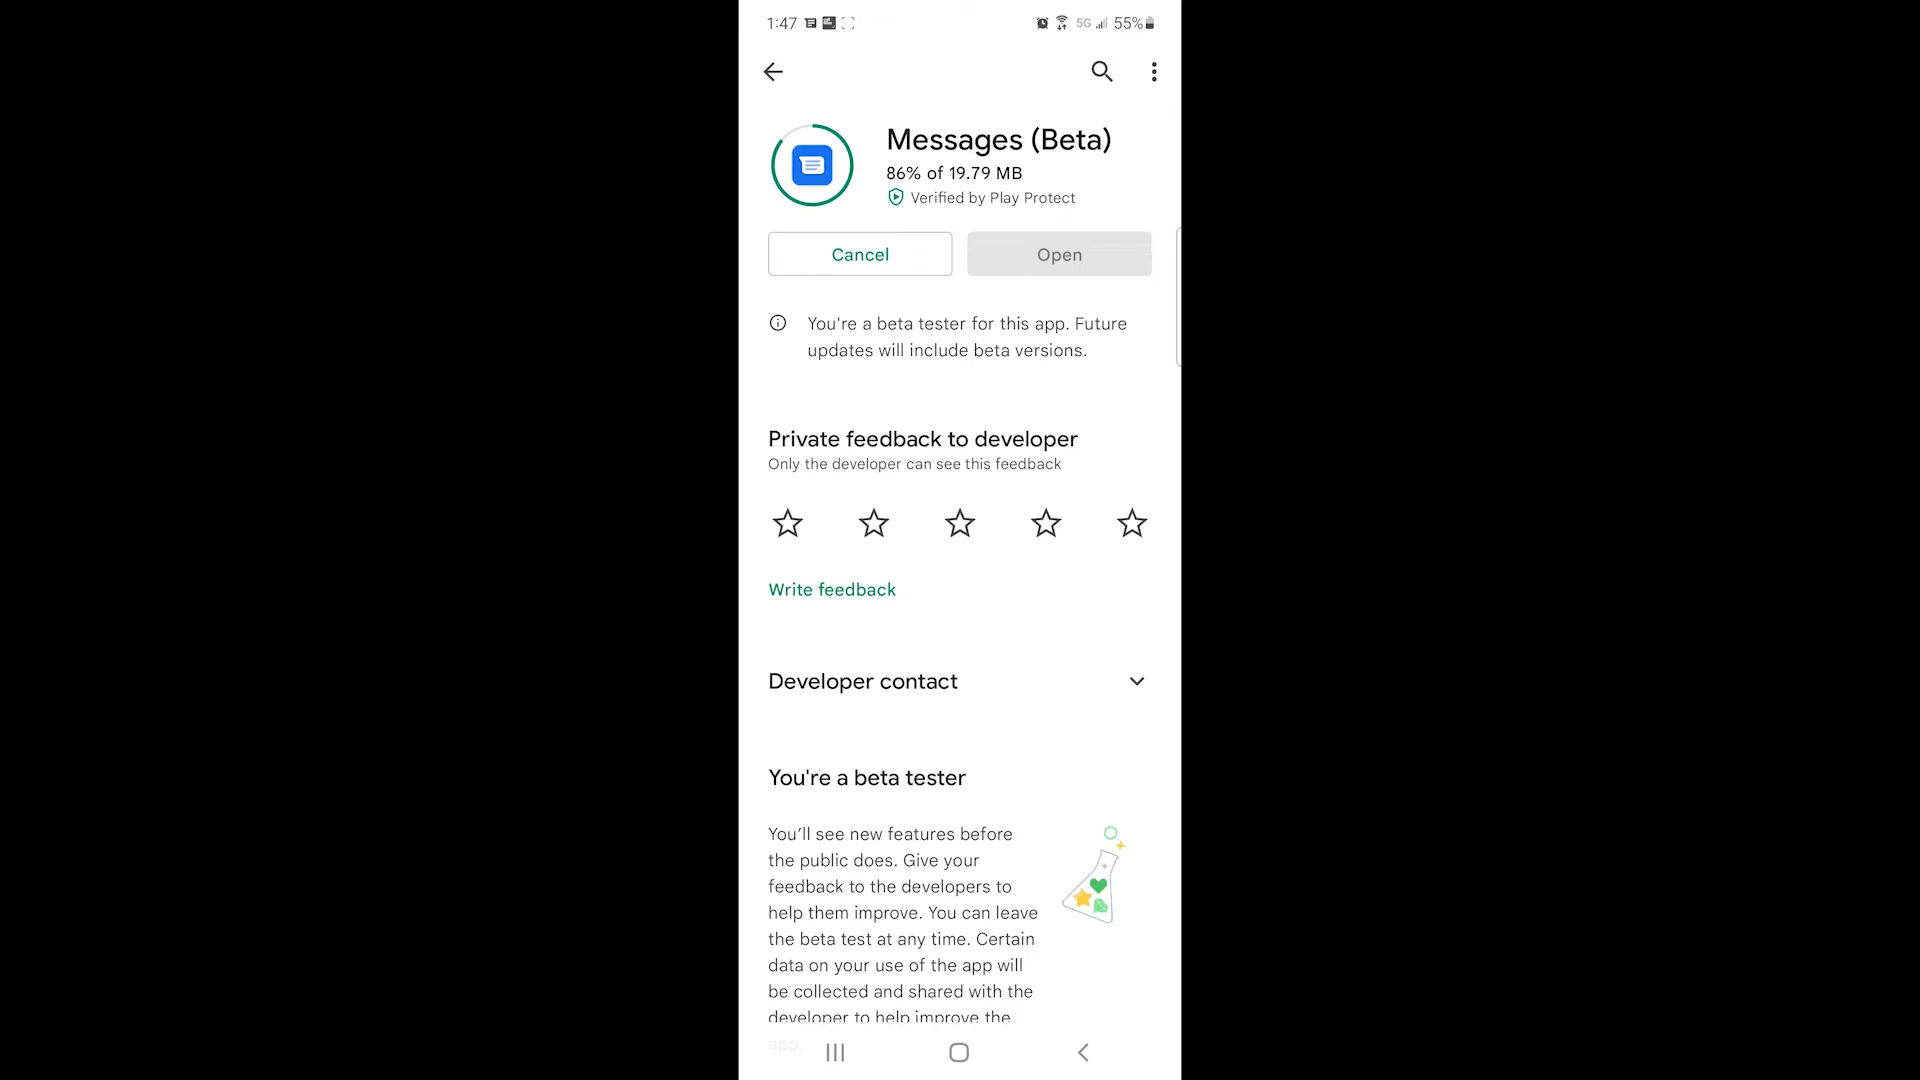 1:47
5G 55%
Messages (Beta)
86% of 19.79 MB
Verified by Play Protect
Cancel
Open
You're a beta tester for this app. Future
updates will include beta versions.
Private feedback to developer
Only the developer can see this feedback
Write feedback
Developer contact
You're a beta tester
You’ll see new features before
the public does. Give your
feedback to the developers to
help them improve. You can leave
the beta test at any time. Certain
data on your use of the app will
be collected and shared with the
developer to help improve the
app.